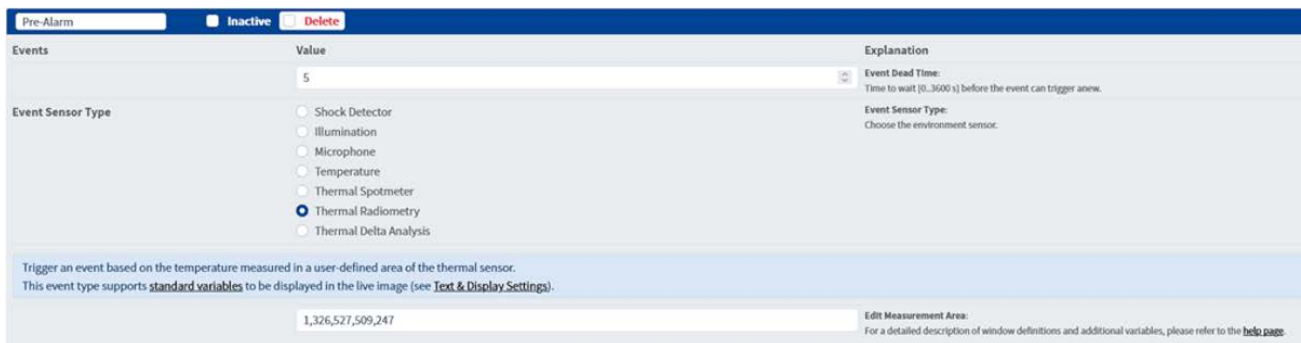 Pre-Alarm Inactive Delete
Events Value Explanation
5 Event Dead Time:
Time to wait [0..3600 s] before the event can trigger anew.
Event Sensor Type Shock Detector Event Sensor Type:
Choose the environment sensor.
Illumination
Microphone
Temperature
Thermal Spotmeter
Thermal Radiometry
Thermal Delta Analysis
Trigger an event based on the temperature measured in a user-defined area of the thermal sensor.
This event type supports standard variables to be displayed in the live image (see Text & Display Settings).
1,326,527,509,247 Edit Measurement Area:
For a detailed description of window definitions and additional variables, please refer to the help page.